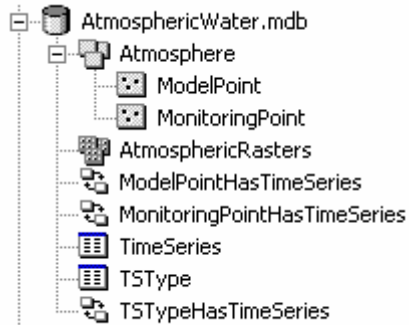 AtmosphericWater.mdb
Atmosphere
ModelPoint
MonitoringPoint
AtmosphericRasters
ModelPointHasTimeSeries
MonitoringPointHasTimeSeries
TimeSeries
TSType
TSTypeHasTimeSeries